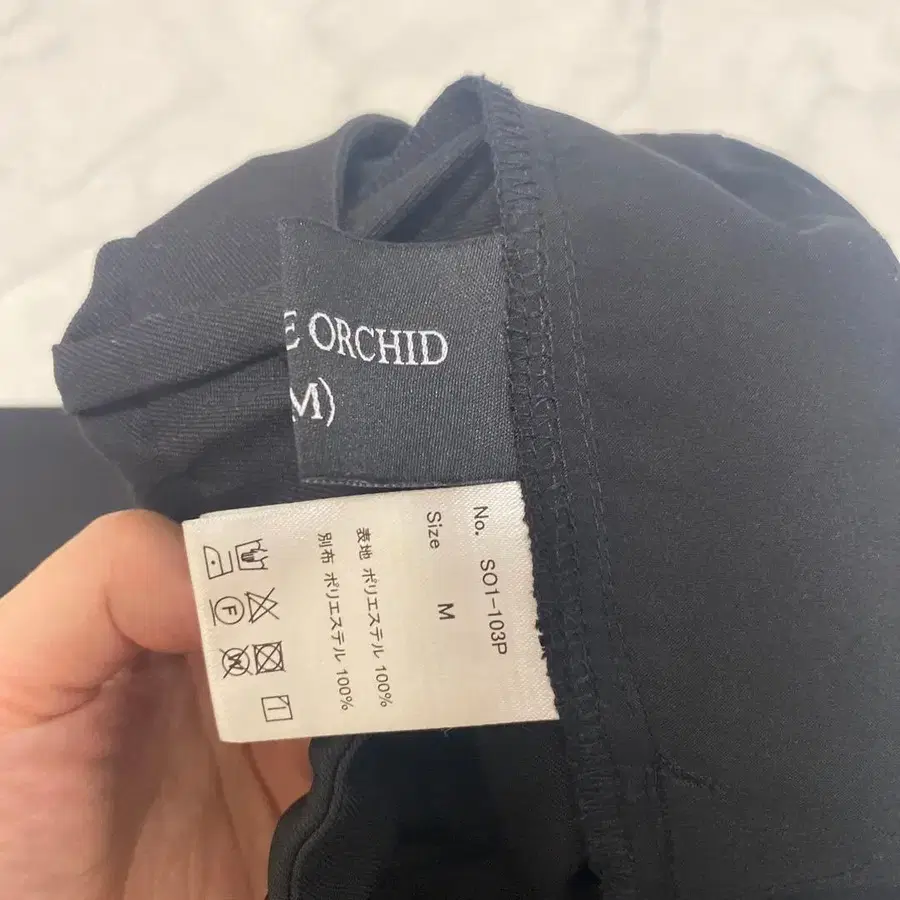 E ORCHID
M)
No. S01-103P
Size M
表地 ポリエステル 100%
別布 ポリエステル 100%
F
W